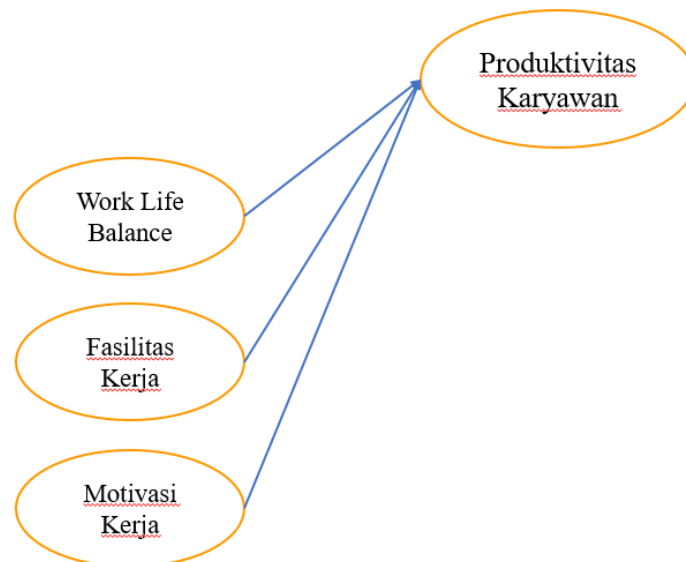 Produktivitas
Karyawan
Work Life
Balance
Fasilitas
Kerja
Motivasi
Kerja